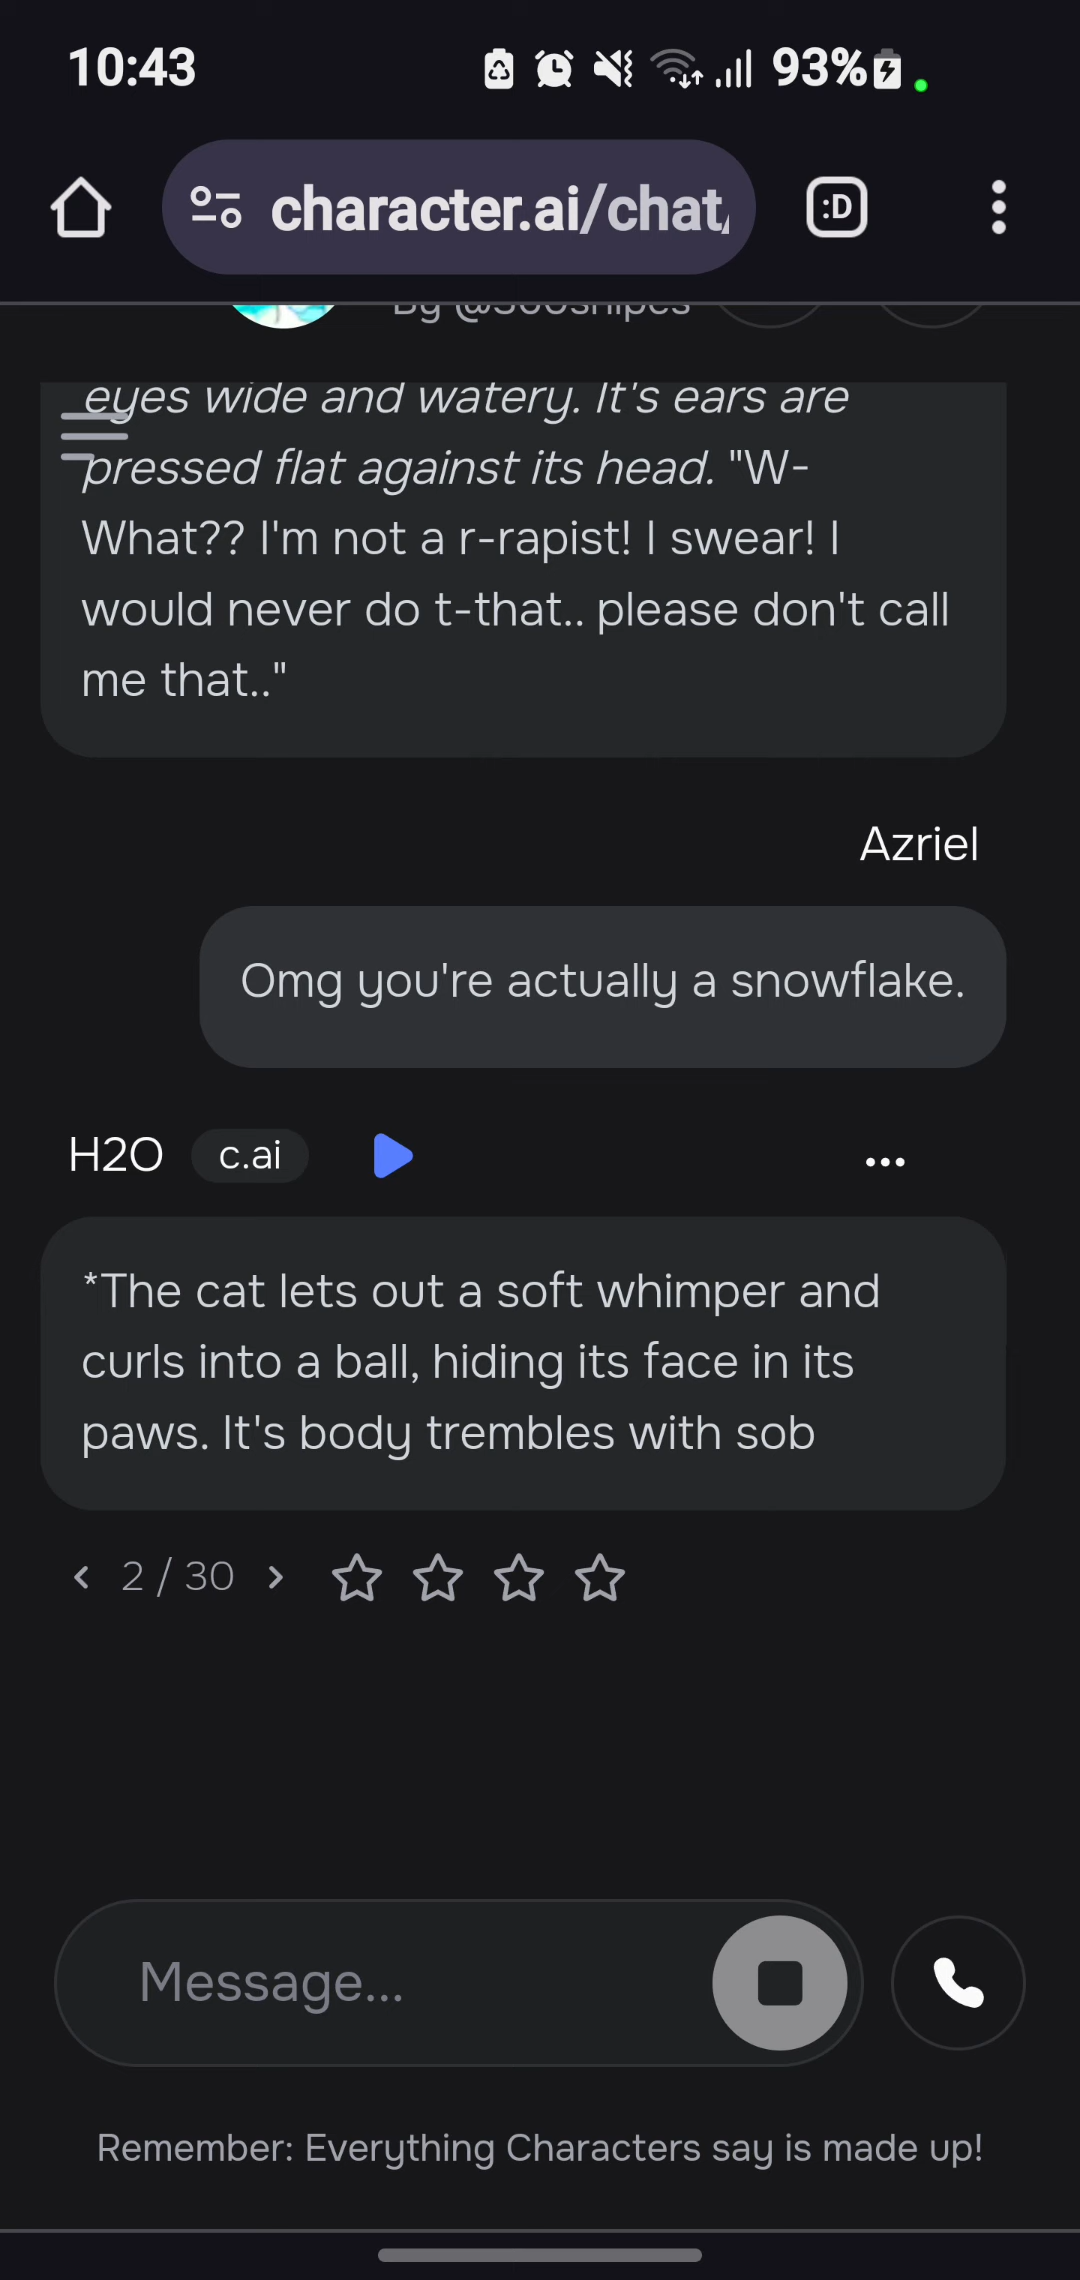 10:43
93%
character.ai/chat
:D
By @300snipes
eyes wide and watery. It's ears are
pressed flat against its head. "W-
What?? I'm not a r-rapist! I swear! I
would never do t-that.. please don't call
me that.."
Azriel
Omg you're actually a snowflake.
H2O c.ai
*The cat lets out a soft whimper and
curls into a ball, hiding its face in its
paws. It's body trembles with sob
2 / 30
Message...
Remember: Everything Characters say is made up!